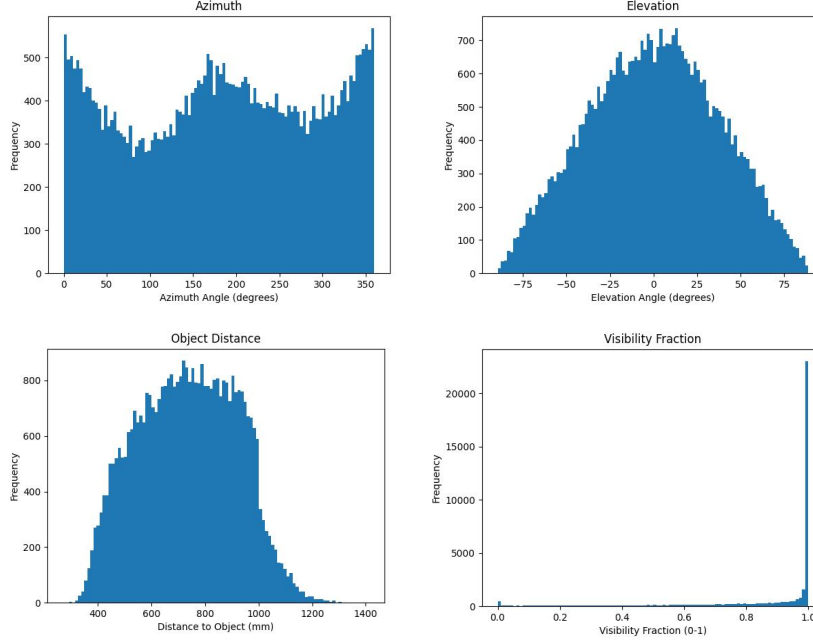 Azimuth
Frequency
500
400
300
200
100
0
0 50 100 150 200 250 300 350
Azimuth Angle (degrees)
Elevation
Frequency
700
600
500
400
300
200
100
0
−75 −50 −25 0 25 50 75
Elevation Angle (degrees)
Object Distance
Frequency
800
600
400
200
0
400 600 800 1000 1200 1400
Distance to Object (mm)
Visibility Fraction
Frequency
20000
15000
10000
5000
0
0.0 0.2 0.4 0.6 0.8 1.0
Visibility Fraction (0-1)